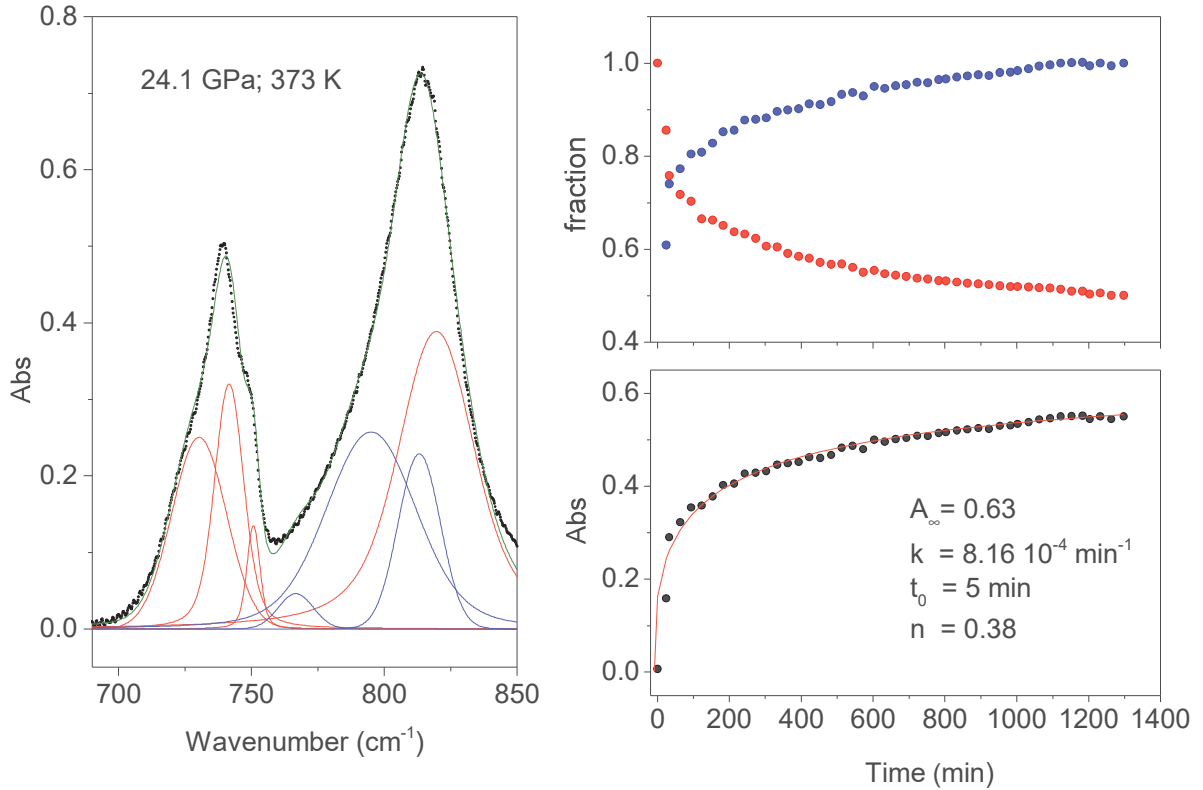 0.8
0.6
0.4
0.2
0.0
Abs
24.1 GPa; 373 K
700
750
800
850
Wavenumber (cm⁻¹)
1.0
0.8
0.6
0.4
fraction
0.6
0.4
0.2
0.0
Abs
A∞= 0.63
k = 8.16 10⁻⁴ min⁻¹
t₀ = 5 min
n = 0.38
0
200
400
600
800
1000
1200
1400
Time (min)